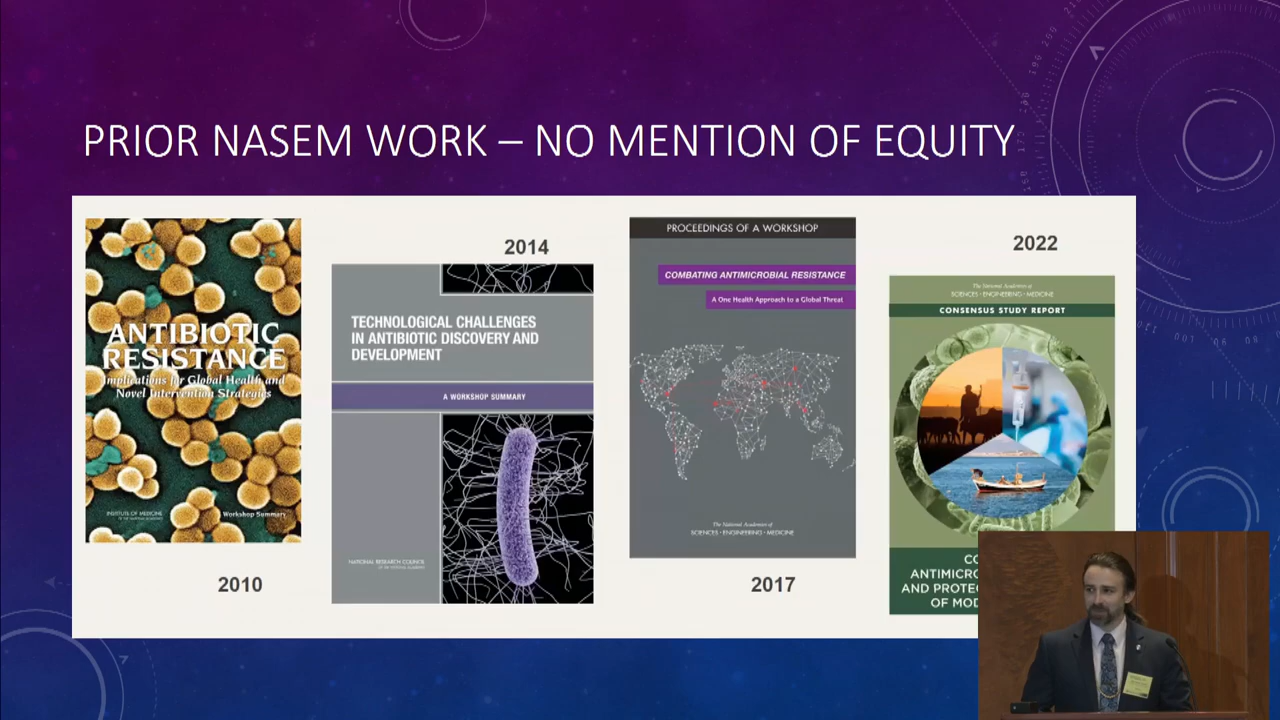 PRIOR NASEM WORK – NO MENTION OF EQUITY
ANTIBIOTIC
RESISTANCE
Implications for Global Health and
Novel Intervention Strategies
INSTITUTE OF MEDICINE
Workshop Summary
2010
2014
TECHNOLOGICAL CHALLENGES
IN ANTIBIOTIC DISCOVERY AND
DEVELOPMENT
A WORKSHOP SUMMARY
NATIONAL RESEARCH COUNCIL
PROCEEDINGS OF A WORKSHOP
COMBATING ANTIMICROBIAL RESISTANCE
A One Health Approach to a Global Threat
The National Academies of
SCIENCES • ENGINEERING • MEDICINE
2017
2022
The National Academies of
SCIENCES • ENGINEERING • MEDICINE
CONSENSUS STUDY REPORT
CO
ANTIMICRO
AND PROTE
OF MOD